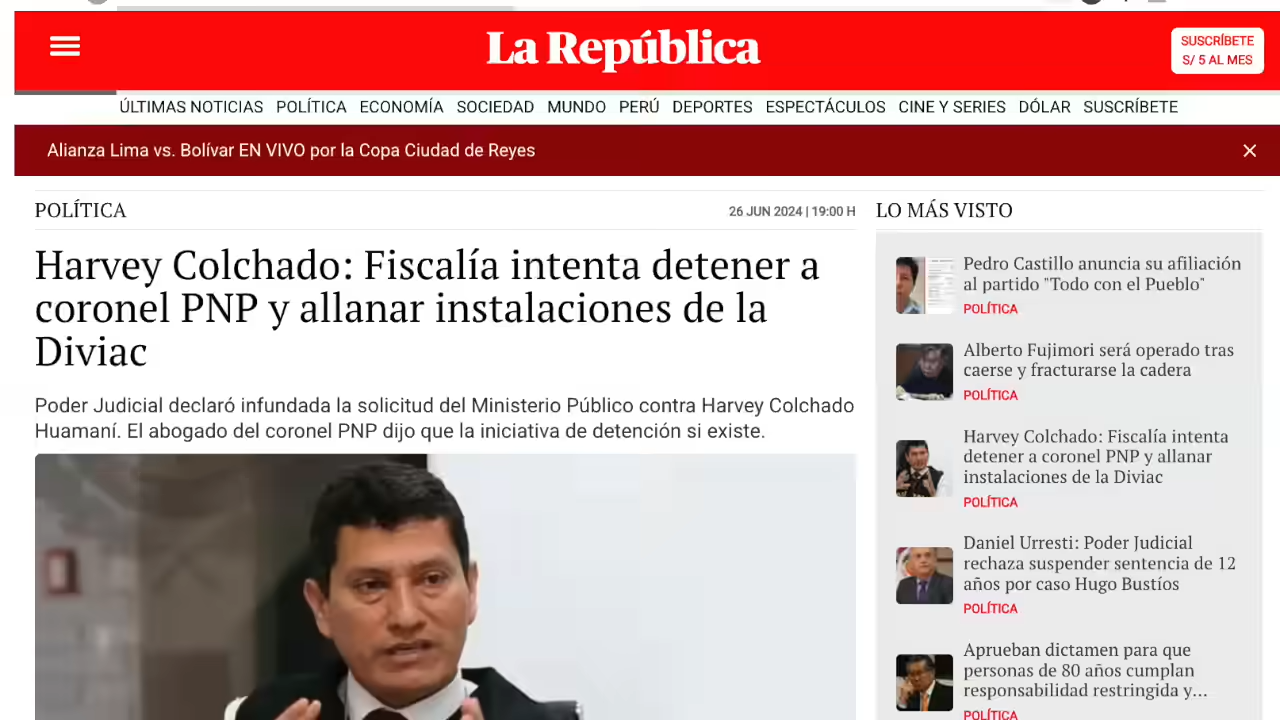 La República
SUSCRÍBETE
S/ 5 AL MES
ÚLTIMAS NOTICIAS POLÍTICA ECONOMÍA SOCIEDAD MUNDO PERÚ DEPORTES ESPECTÁCULOS CINE Y SERIES DÓLAR SUSCRÍBETE
Alianza Lima vs. Bolívar EN VIVO por la Copa Ciudad de Reyes
POLÍTICA
26 JUN 2024 | 19:00 H
Harvey Colchado: Fiscalía intenta detener a
coronel PNP y allanar instalaciones de la
Diviac
Poder Judicial declaró infundada la solicitud del Ministerio Público contra Harvey Colchado
Huamaní. El abogado del coronel PNP dijo que la iniciativa de detención si existe.
LO MÁS VISTO
Pedro Castillo anuncia su afiliación
al partido "Todo con el Pueblo"
POLÍTICA
Alberto Fujimori será operado tras
caerse y fracturarse la cadera
POLÍTICA
Harvey Colchado: Fiscalía intenta
detener a coronel PNP y allanar
instalaciones de la Diviac
POLÍTICA
Daniel Urresti: Poder Judicial
rechaza suspender sentencia de 12
años por caso Hugo Bustíos
POLÍTICA
Aprueban dictamen para que
personas de 80 años cumplan
responsabilidad restringida y...
POLÍTICA